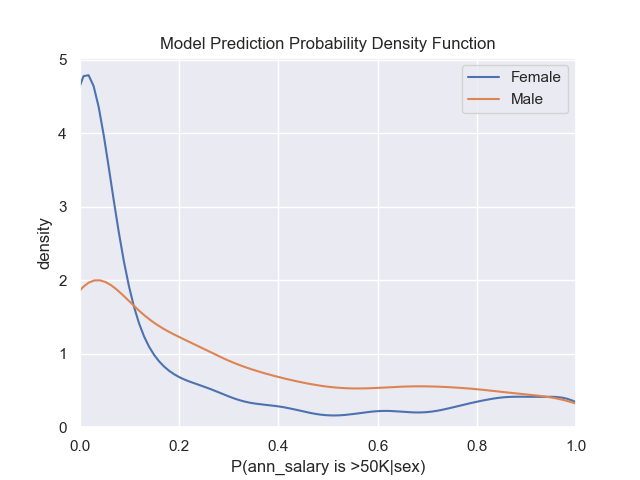 Model Prediction Probability Density Function
5
4
3
2
1
0
density
Female
Male
0.0 0.2 0.4 0.6 0.8 1.0
P(ann_salary is >50K|sex)